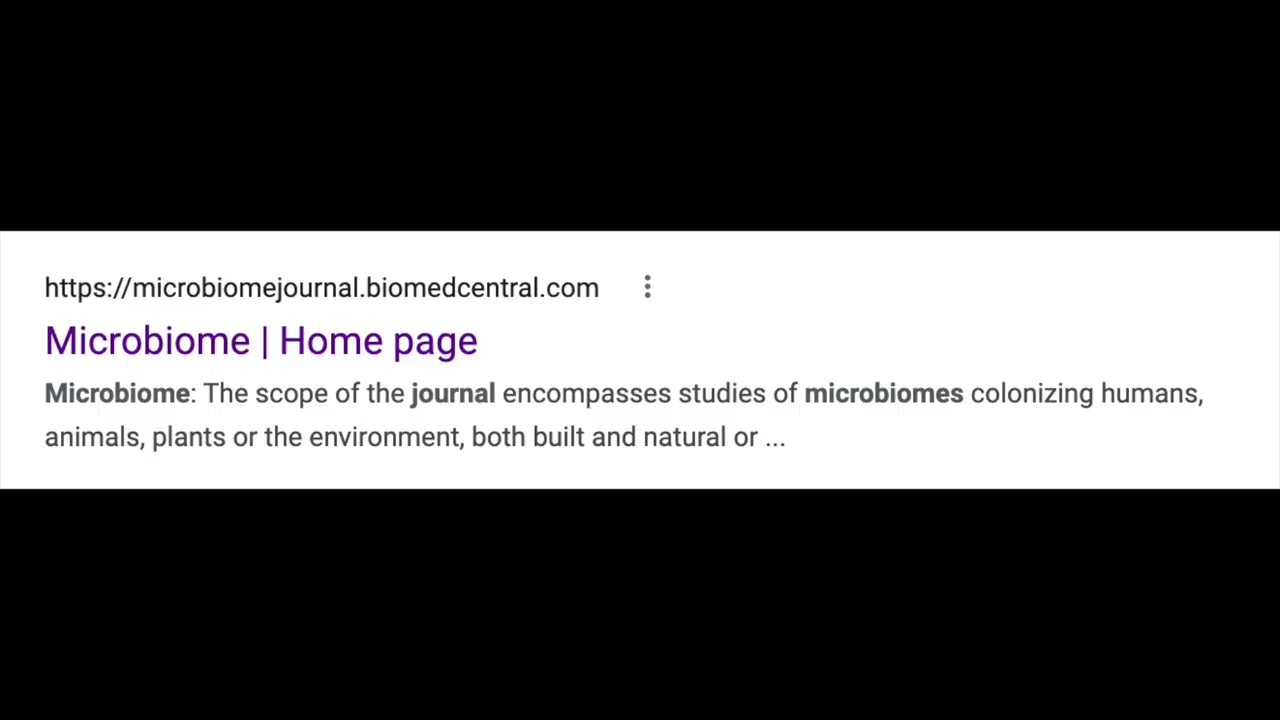 https://microbiomejournal.biomedcentral.com
Microbiome | Home page
Microbiome: The scope of the journal encompasses studies of microbiomes colonizing humans,
animals, plants or the environment, both built and natural or ...